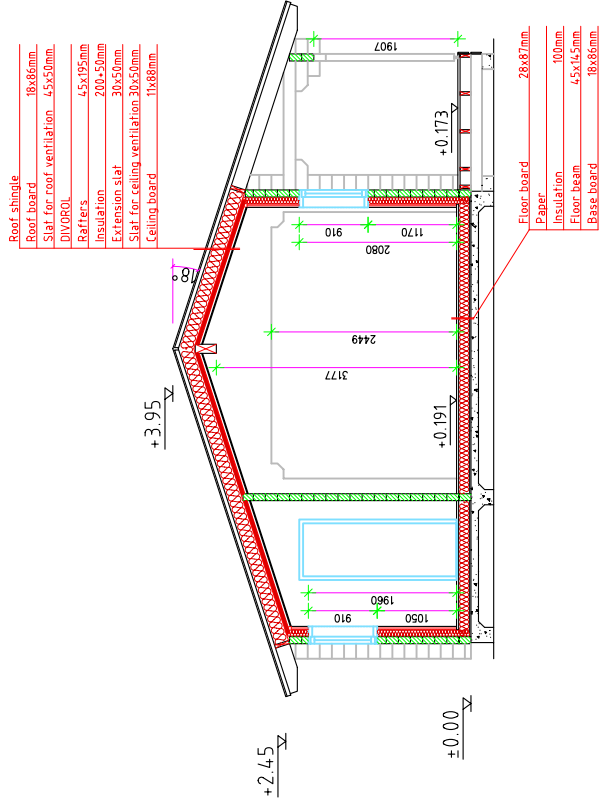 Roof shingle
Roof board 18x86mm
Slat for roof ventilation 45x50mm
DIVOROL
Rafters 45x195mm
Insulation 200+50mm
Extension slat 30x50mm
Slat for ceiling ventilation 30x50mm
Ceiling board 11x88mm
Floor board 28x87mm
Paper
Insulation 100mm
Floor beam 45x145mm
Base board 18x86mm
1907
+0.173
910
1170
2080
18°
2449
3177
+3.95
+0.191
1960
910
1050
+2.45
±0.00